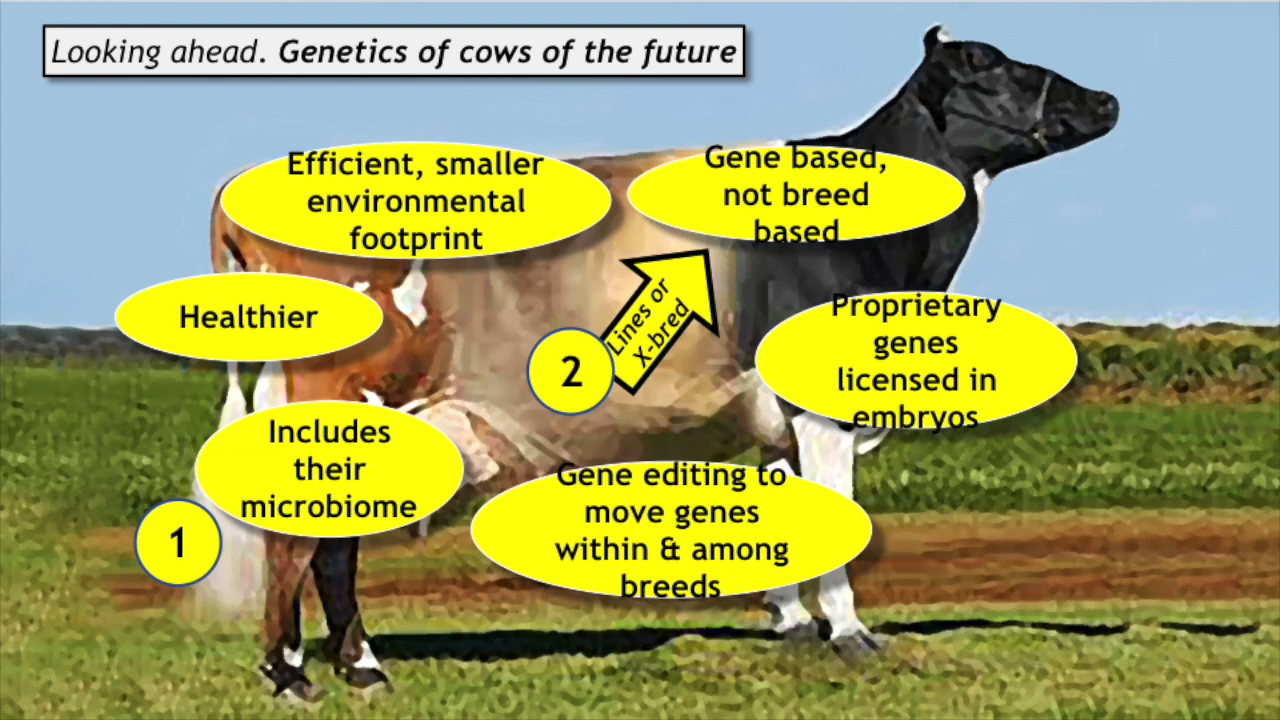 Looking ahead. Genetics of cows of the future
Efficient, smaller
environmental
footprint
Gene based,
not breed
based
Healthier
Lines or
X-bred
2
Proprietary
genes
licensed in
embryos
Includes
their
microbiome
1
Gene editing to
move genes
within & among
breeds